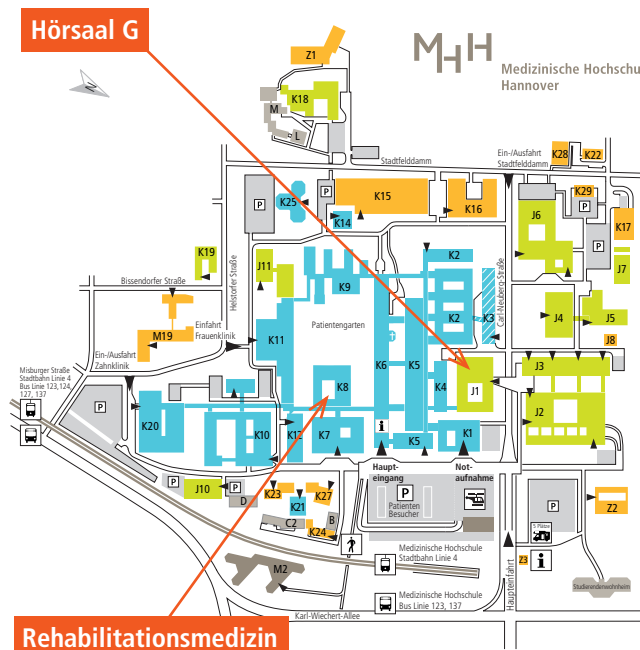 Hörsaal G
MHH
Medizinische Hochschu
Hannover
Z1
N
K18
M
L
Stadtfelddamm
Ein-/Ausfahrt
Stadtfelddamm
K28
K22
P
K25
P
K14
K15
K16
K29
P
K17
J6
J7
K19
J11
Helstorfer Straße
Bissendorfer Straße
K9
K2
K2
K3
Carl-Neuberg-Straße
J4
J5
J8
M19
Einfahrt
Frauenklinik
K11
Patientengarten
K6
K5
Ein-/Ausfahrt
Zahnklinik
Misburger Straße
Stadtbahn Linie 4
Bus Linie 123,124,
127, 137
P
K8
K4
J1
J3
J2
K20
K10
K12
K7
i
K5
K1
P
J10
P
D
K23
K21
K27
C2
B
K24
Haupt-
eingang
Not-
aufnahme
P
Patienten
Besucher
P
Z2
5 Plätze
M2
Medizinische Hochschule
Stadtbahn Linie 4
Haupteinfahrt
Z3
i
Studierendenwohnheim
Medizinische Hochschule
Bus Linie 123, 137
Karl-Wiechert-Allee
Rehabilitationsmedizin